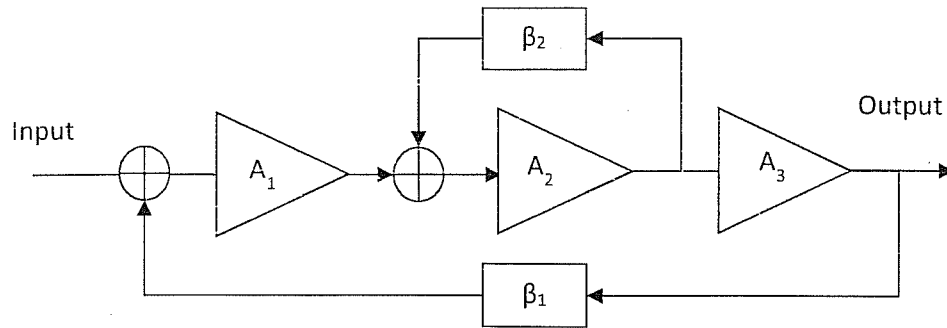 β₂
Input
Output
A₁
A₂
A₃
β₁